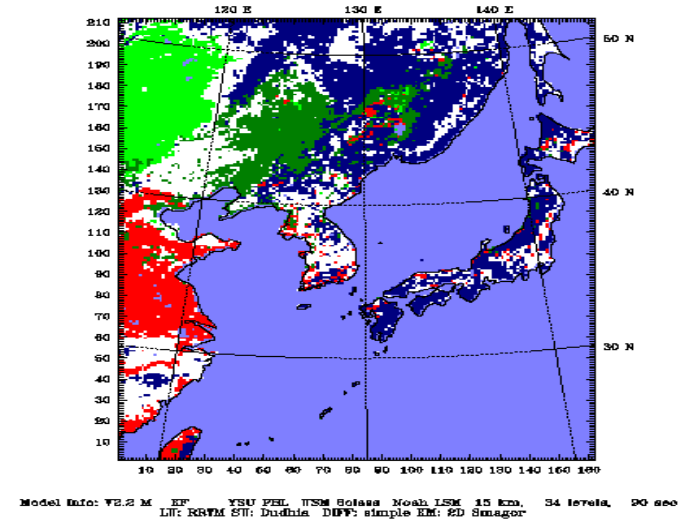 120 E 130 E 140 E
210
200 50 N
190
180
170
160
150
140
130 40 N
120
110
100
90
80
70
60 30 N
50
40
30
20
10
10 20 30 40 50 60 70 80 90 100 110 120 130 140 150 160
Model Info: V2.2 M KF YSU PBL WSM 6class Noah LSM 15 km, 34 levels, 90 sec
LW: RRTM SW: Dudhia DIFF: simple KM: 2D Smagor